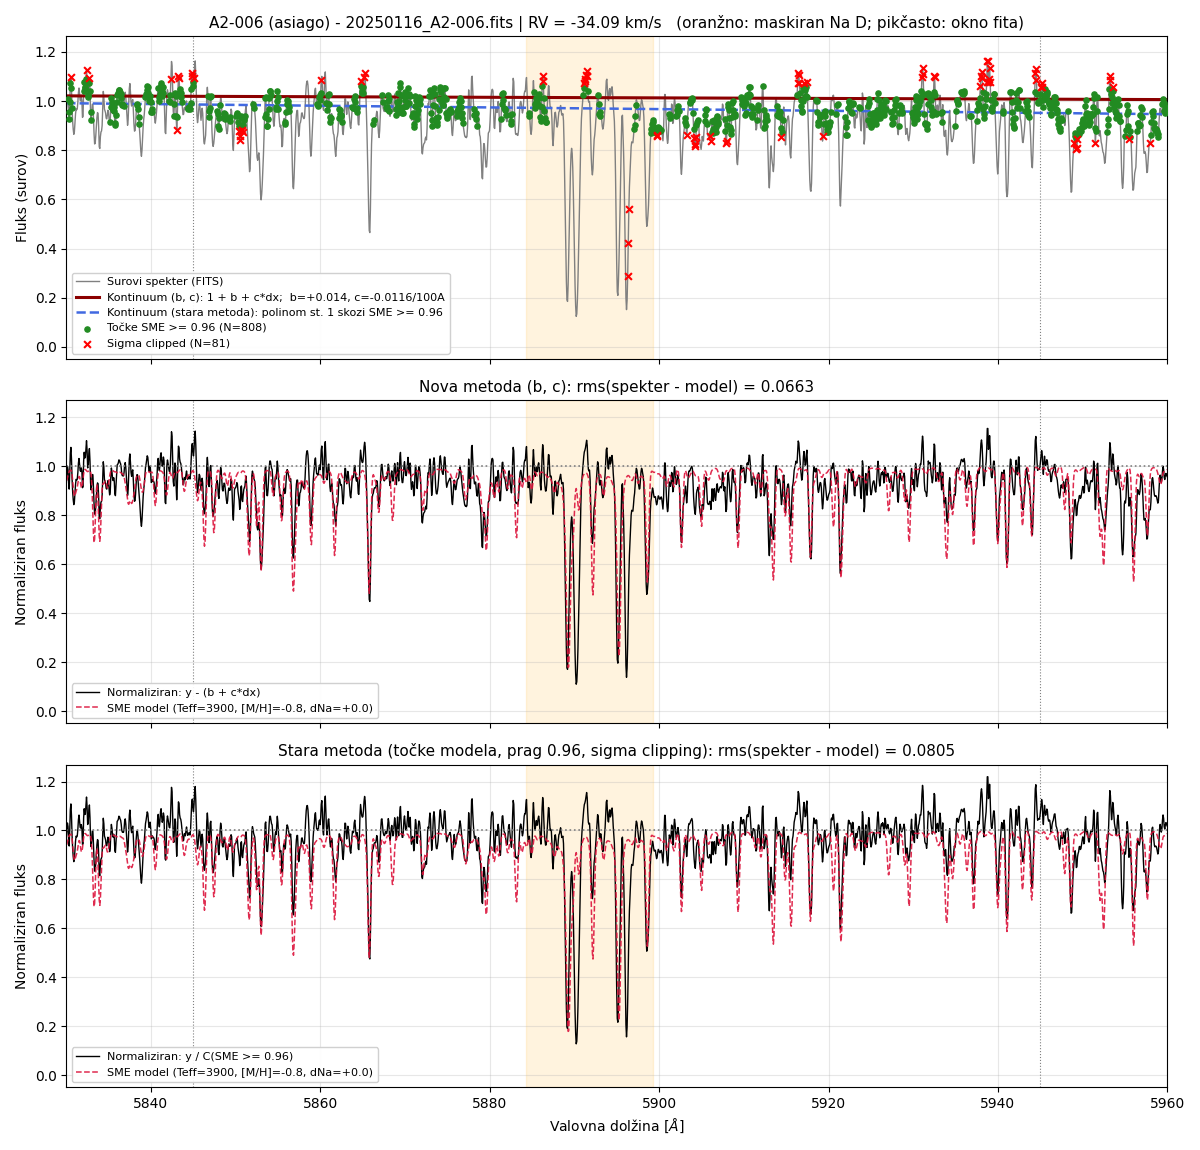 A2-006 (asiago) - 20250116_A2-006.fits | RV = -34.09 km/s   (oranžno: maskiran Na D; pikčasto: okno fita)
1.2
1.0
0.8
0.6
0.4
0.2
0.0
Fluks (surov)
Surovi spekter (FITS)
Kontinuum (b, c): 1 + b + c*dx;  b=+0.014, c=-0.0116/100A
Kontinuum (stara metoda): polinom st. 1 skozi SME >= 0.96
Točke SME >= 0.96 (N=808)
Sigma clipped (N=81)
Nova metoda (b, c): rms(spekter - model) = 0.0663
1.2
1.0
0.8
0.6
0.4
0.2
0.0
Normaliziran fluks
Normaliziran: y - (b + c*dx)
SME model (Teff=3900, [M/H]=-0.8, dNa=+0.0)
Stara metoda (točke modela, prag 0.96, sigma clipping): rms(spekter - model) = 0.0805
1.2
1.0
0.8
0.6
0.4
0.2
0.0
Normaliziran fluks
Normaliziran: y / C(SME >= 0.96)
SME model (Teff=3900, [M/H]=-0.8, dNa=+0.0)
5840 5860 5880 5900 5920 5940 5960
Valovna dolžina [Å]